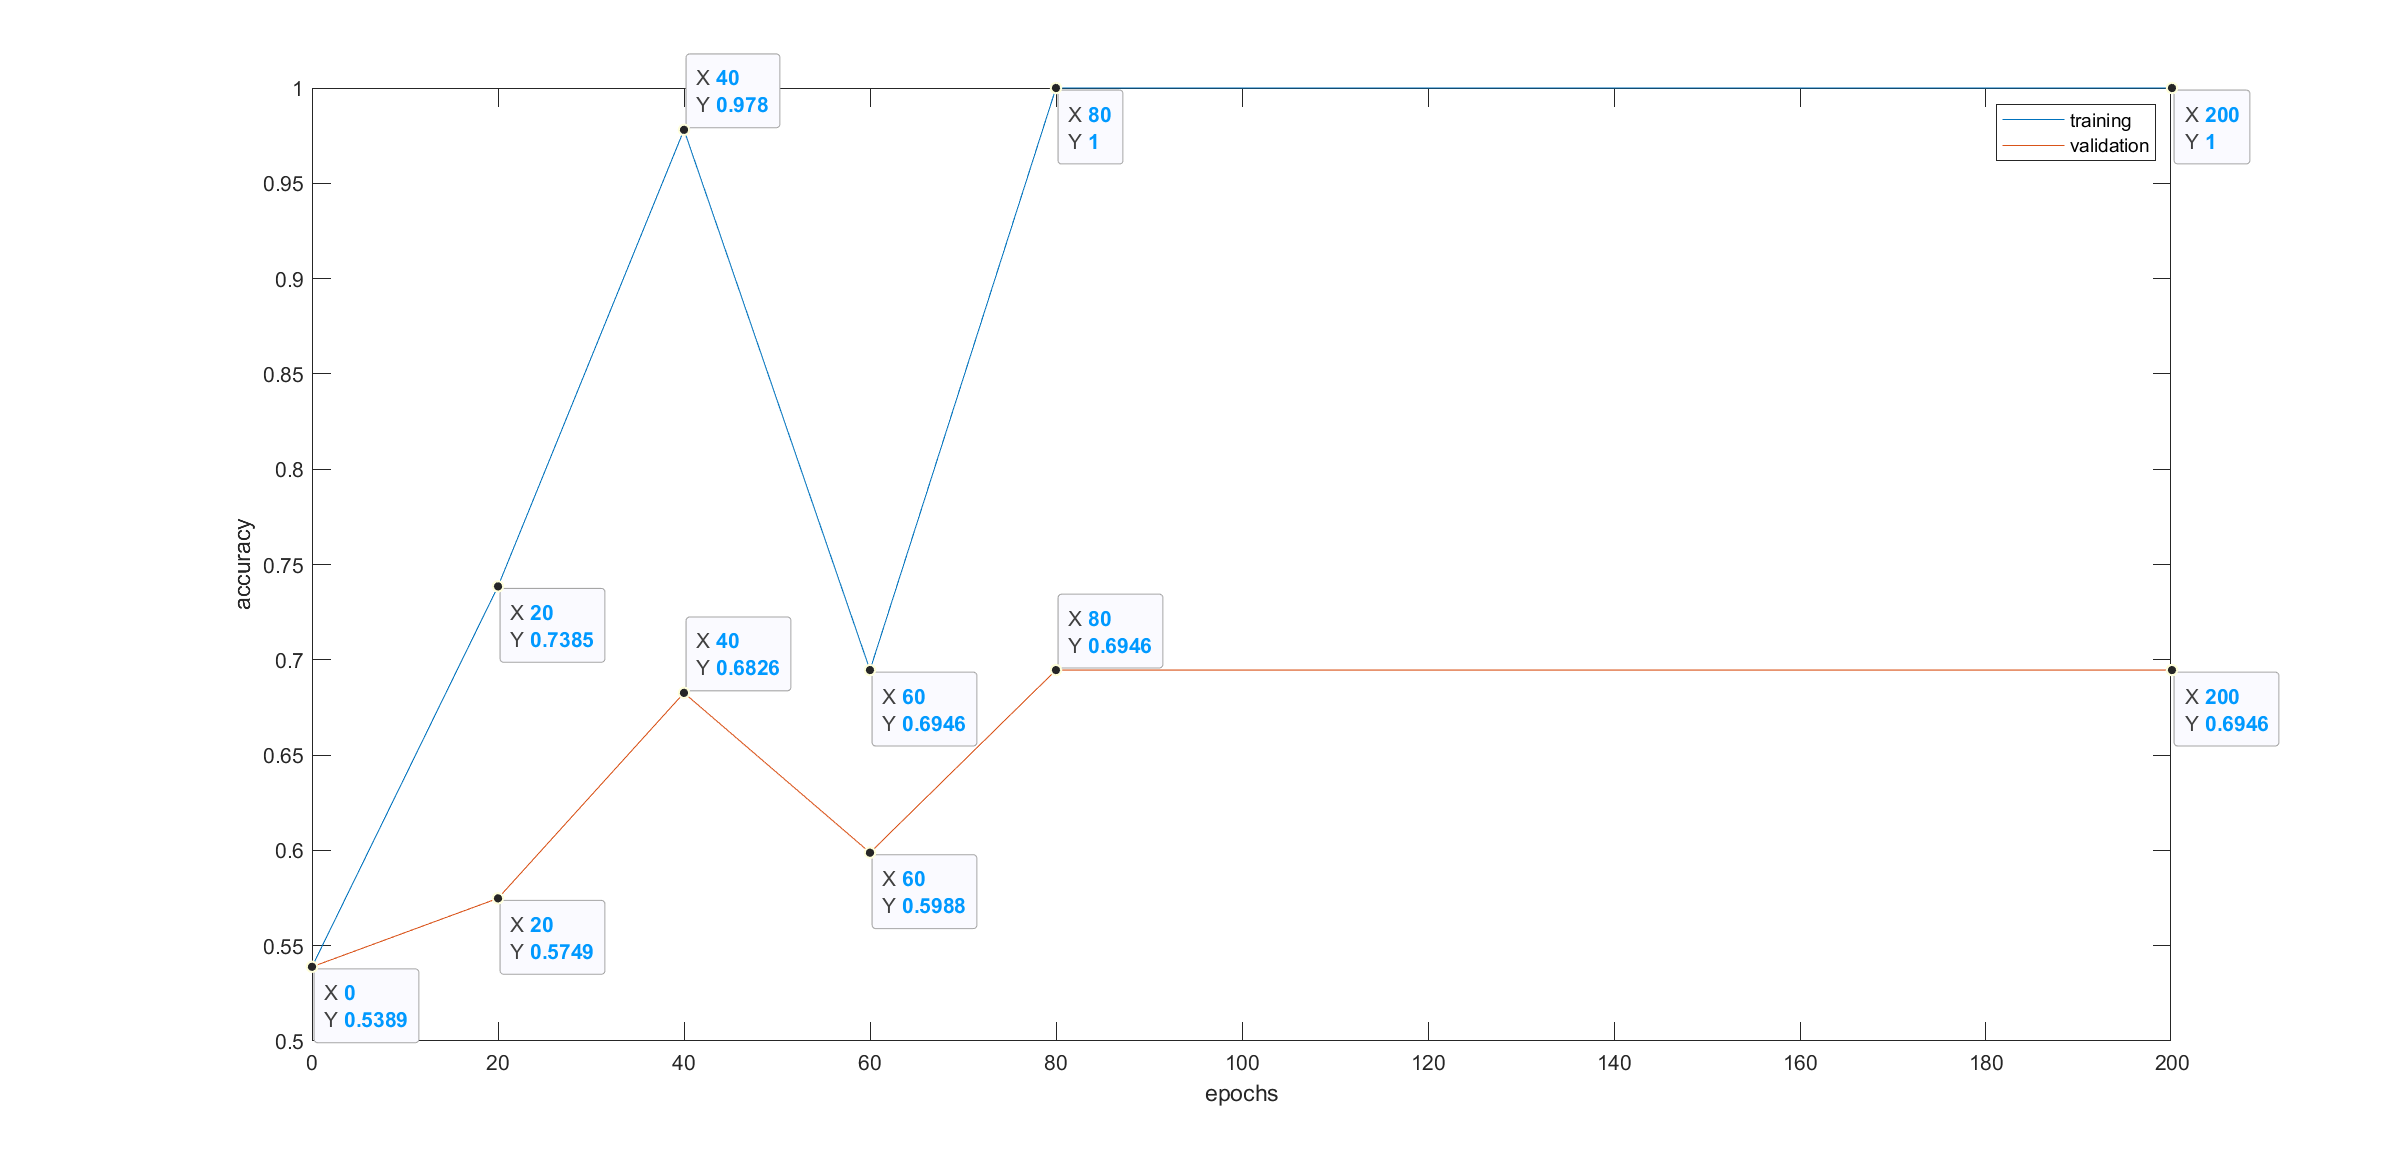 X 40
Y 0.978
1
X 80
Y 1
X 200
Y 1
training
validation
0.95
0.9
0.85
0.8
0.75
0.7
0.65
0.6
0.55
0.5
accuracy
X 20
Y 0.7385
X 40
Y 0.6826
X 80
Y 0.6946
X 60
Y 0.6946
X 200
Y 0.6946
X 60
Y 0.5988
X 20
Y 0.5749
X 0
Y 0.5389
0 20 40 60 80 100 120 140 160 180 200
epochs